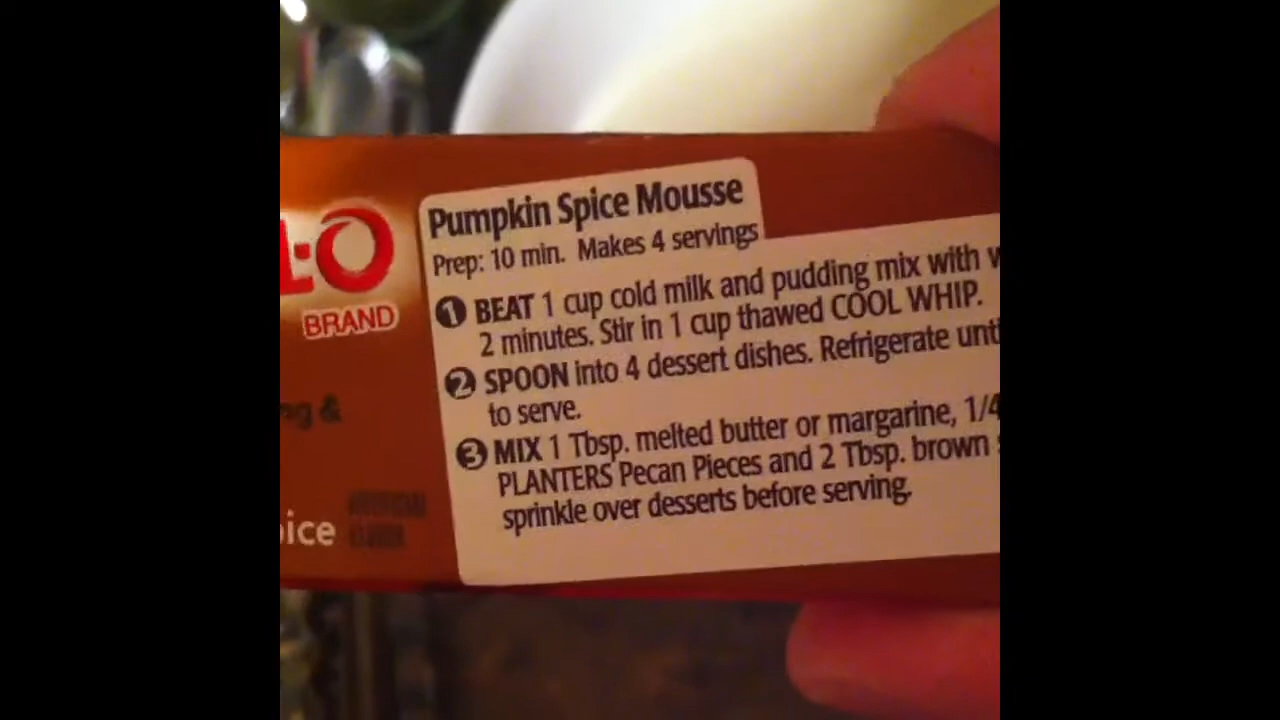 Pumpkin Spice Mousse
Prep: 10 min. Makes 4 servings
1 BEAT 1 cup cold milk and pudding mix with w
2 minutes. Stir in 1 cup thawed COOL WHIP.
2 SPOON into 4 dessert dishes. Refrigerate unti
to serve.
3 MIX 1 Tbsp. melted butter or margarine, 1/4
PLANTERS Pecan Pieces and 2 Tbsp. brown
sprinkle over desserts before serving.
L-O
BRAND
ng &
ice